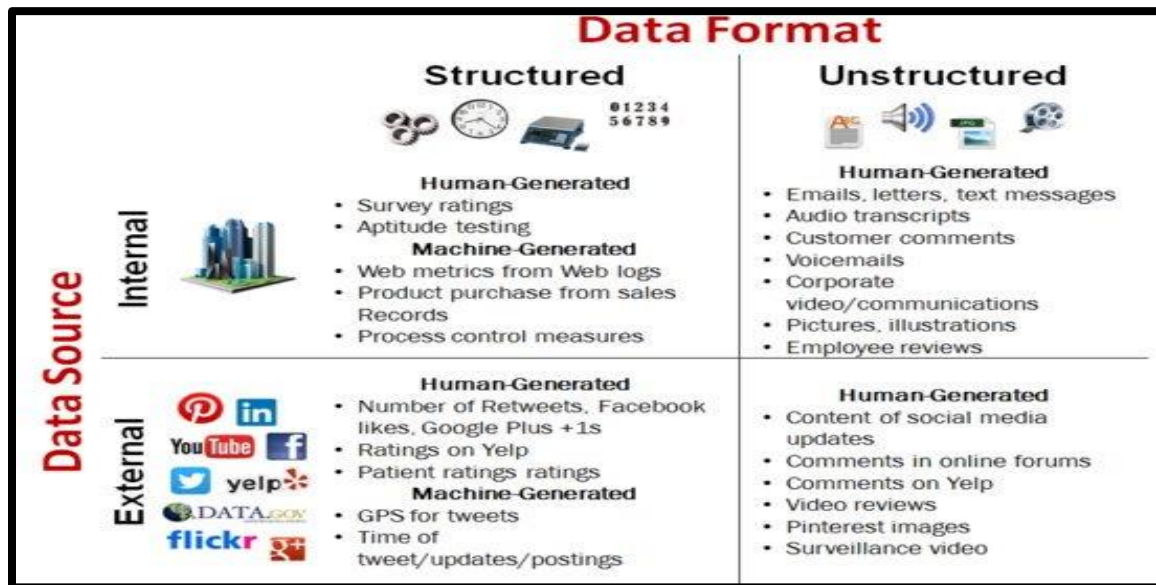 Data Format
Structured
Unstructured
01234
56789
ABC
JPG
Data Source
Internal
Human-Generated
• Survey ratings
• Aptitude testing
Machine-Generated
• Web metrics from Web logs
• Product purchase from sales
Records
• Process control measures
Human-Generated
• Emails, letters, text messages
• Audio transcripts
• Customer comments
• Voicemails
• Corporate
video/communications
• Pictures, illustrations
• Employee reviews
External
in
YouTube
f
yelp
DATA.GOV
flickr
g+
Human-Generated
• Number of Retweets, Facebook
likes, Google Plus +1s
• Ratings on Yelp
• Patient ratings ratings
Machine-Generated
• GPS for tweets
• Time of
tweet/updates/postings
Human-Generated
• Content of social media
updates
• Comments in online forums
• Comments on Yelp
• Video reviews
• Pinterest images
• Surveillance video